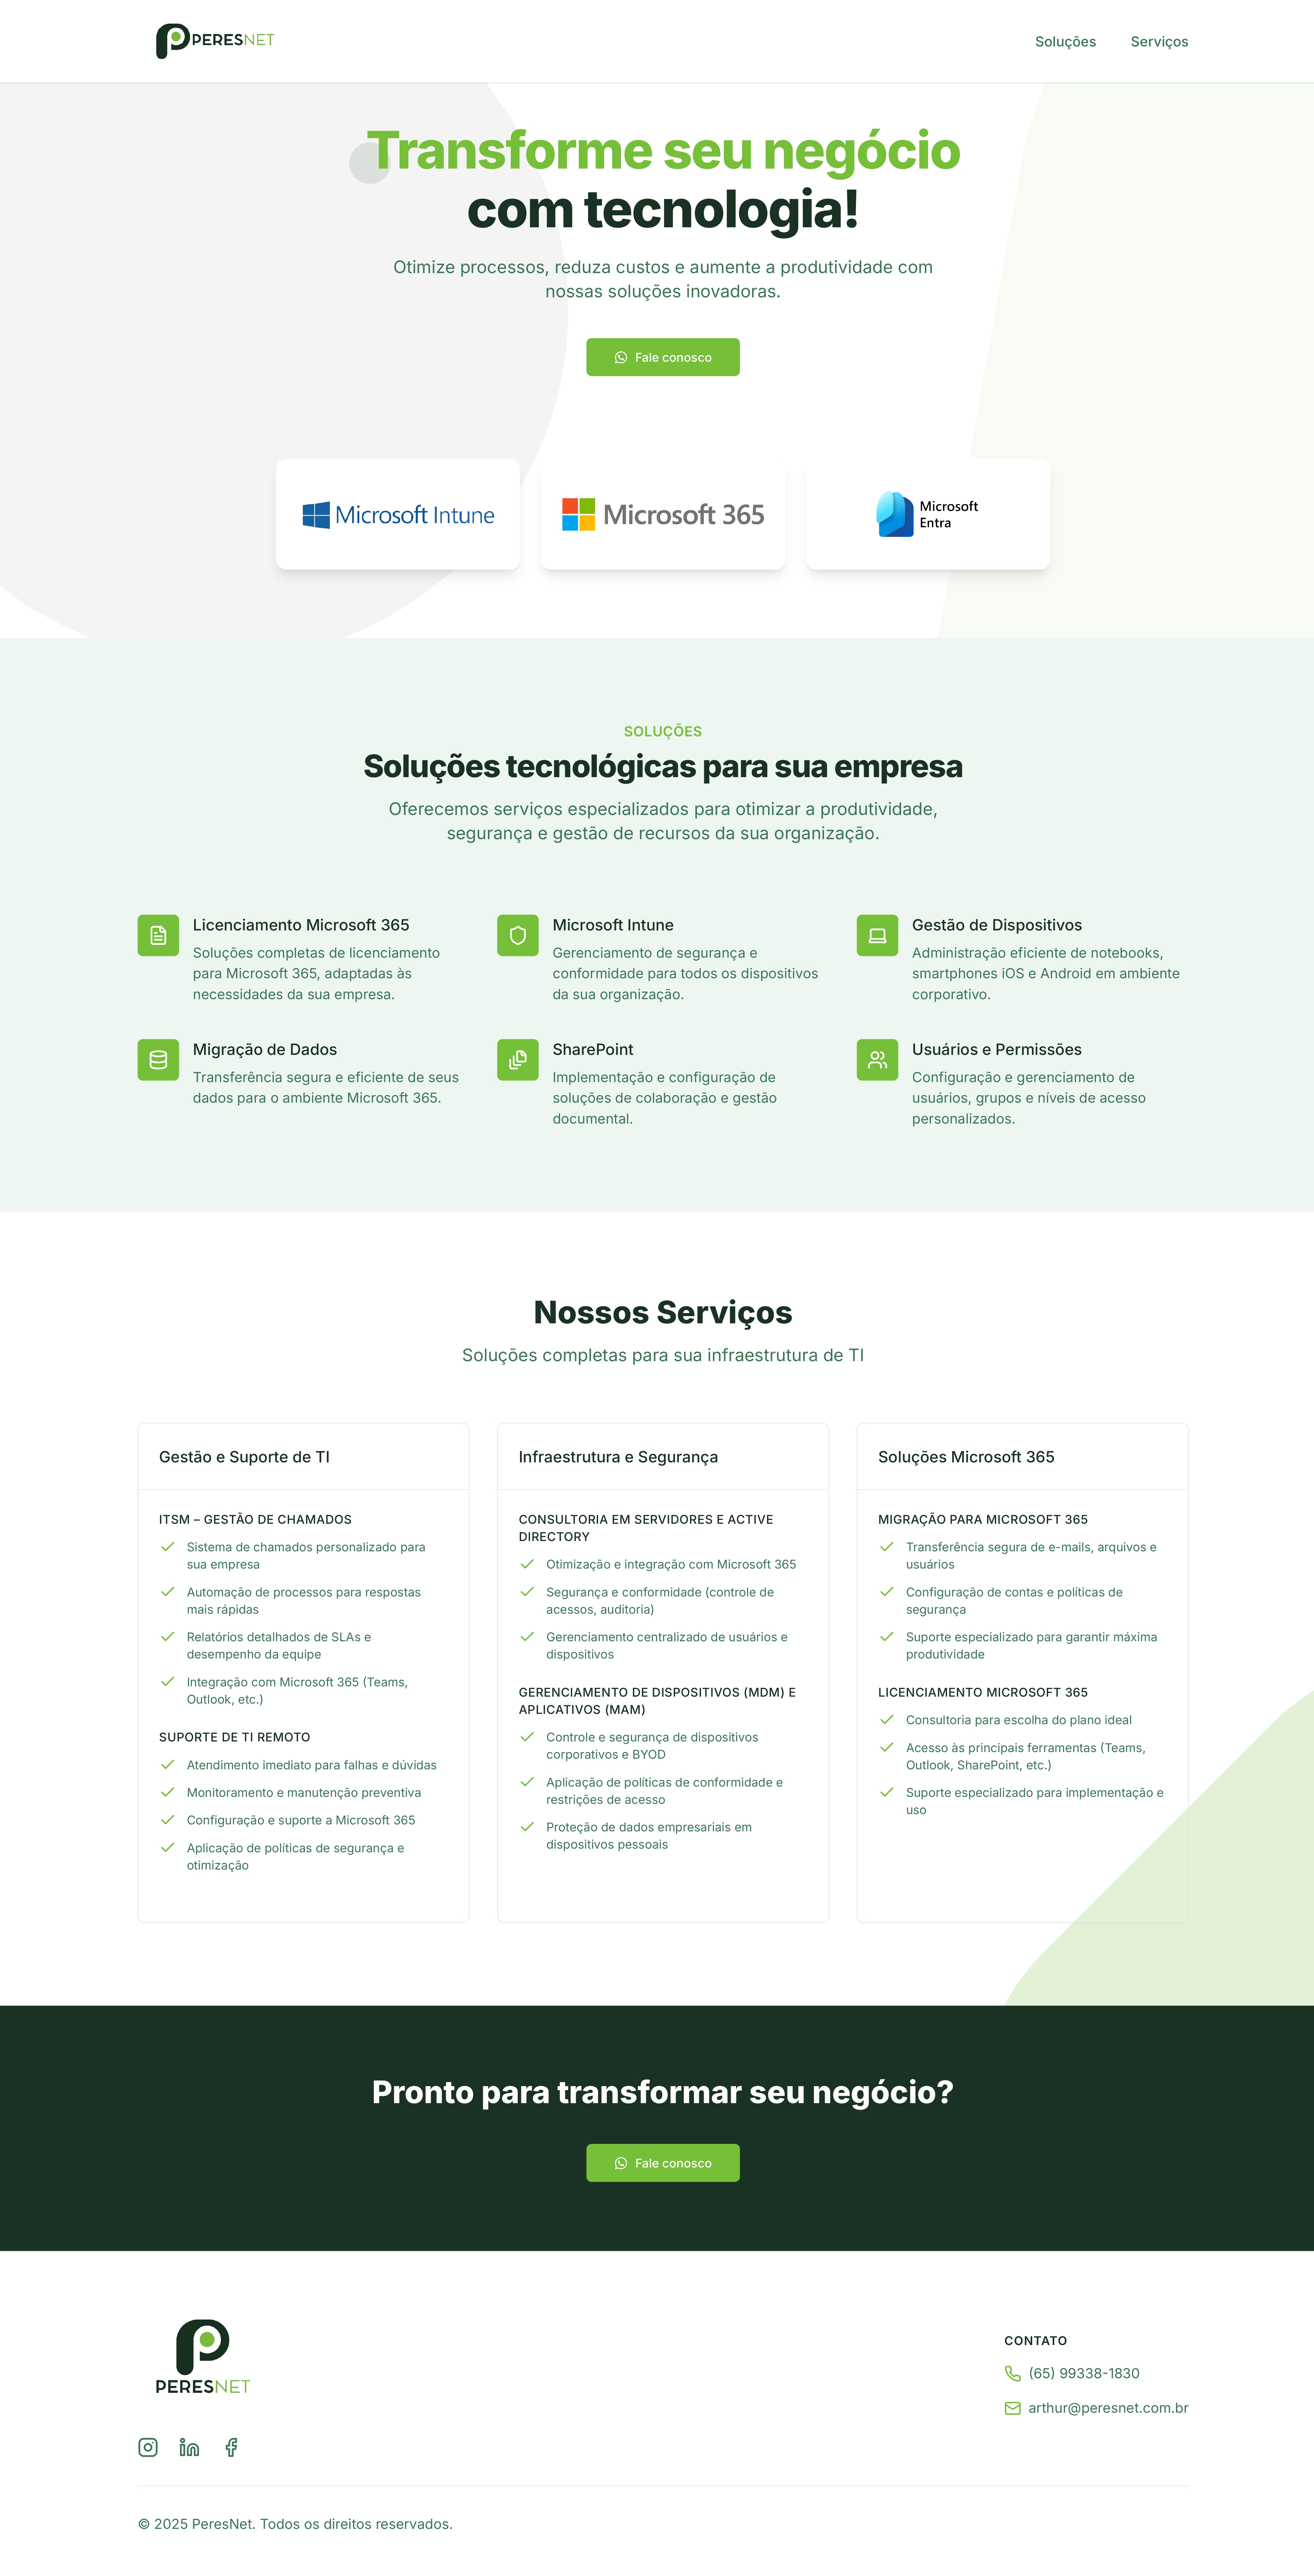 PERESNET
Soluções
Serviços
Transforme seu negócio
com tecnologia!
Otimize processos, reduza custos e aumente a produtividade com
nossas soluções inovadoras.
Fale conosco
Microsoft Intune
Microsoft 365
Microsoft
Entra
SOLUÇÕES
Soluções tecnológicas para sua empresa
Oferecemos serviços especializados para otimizar a produtividade,
segurança e gestão de recursos da sua organização.
Licenciamento Microsoft 365
Soluções completas de licenciamento
para Microsoft 365, adaptadas às
necessidades da sua empresa.
Microsoft Intune
Gerenciamento de segurança e
conformidade para todos os dispositivos
da sua organização.
Gestão de Dispositivos
Administração eficiente de notebooks,
smartphones iOS e Android em ambiente
corporativo.
Migração de Dados
Transferência segura e eficiente de seus
dados para o ambiente Microsoft 365.
SharePoint
Implementação e configuração de
soluções de colaboração e gestão
documental.
Usuários e Permissões
Configuração e gerenciamento de
usuários, grupos e níveis de acesso
personalizados.
Nossos Serviços
Soluções completas para sua infraestrutura de TI
Gestão e Suporte de TI
ITSM – GESTÃO DE CHAMADOS
Sistema de chamados personalizado para
sua empresa
Automação de processos para respostas
mais rápidas
Relatórios detalhados de SLAs e
desempenho da equipe
Integração com Microsoft 365 (Teams,
Outlook, etc.)
SUPORTE DE TI REMOTO
Atendimento imediato para falhas e dúvidas
Monitoramento e manutenção preventiva
Configuração e suporte a Microsoft 365
Aplicação de políticas de segurança e
otimização
Infraestrutura e Segurança
CONSULTORIA EM SERVIDORES E ACTIVE
DIRECTORY
Otimização e integração com Microsoft 365
Segurança e conformidade (controle de
acessos, auditoria)
Gerenciamento centralizado de usuários e
dispositivos
GERENCIAMENTO DE DISPOSITIVOS (MDM) E
APLICATIVOS (MAM)
Controle e segurança de dispositivos
corporativos e BYOD
Aplicação de políticas de conformidade e
restrições de acesso
Proteção de dados empresariais em
dispositivos pessoais
Soluções Microsoft 365
MIGRAÇÃO PARA MICROSOFT 365
Transferência segura de e-mails, arquivos e
usuários
Configuração de contas e políticas de
segurança
Suporte especializado para garantir máxima
produtividade
LICENCIAMENTO MICROSOFT 365
Consultoria para escolha do plano ideal
Acesso às principais ferramentas (Teams,
Outlook, SharePoint, etc.)
Suporte especializado para implementação e
uso
Pronto para transformar seu negócio?
Fale conosco
PERESNET
CONTATO
(65) 99338-1830
arthur@peresnet.com.br
© 2025 PeresNet. Todos os direitos reservados.